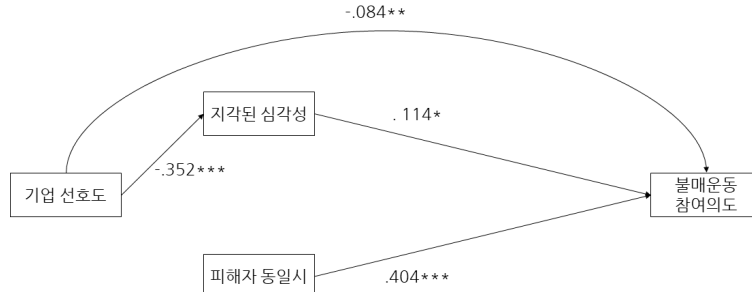 -.084**
지각된 심각성
. 114*
-.352***
기업 선호도
불매운동
참여의도
피해자 동일시
.404***